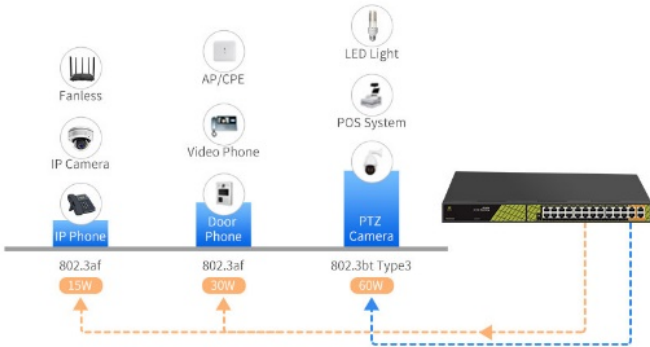 LED Light
AP/CPE
Fanless
POS System
Video Phone
IP Camera
IP Phone
Door
Phone
PTZ
Camera
802.3af
802.3af
802.3bt Type3
15W
30W
60W